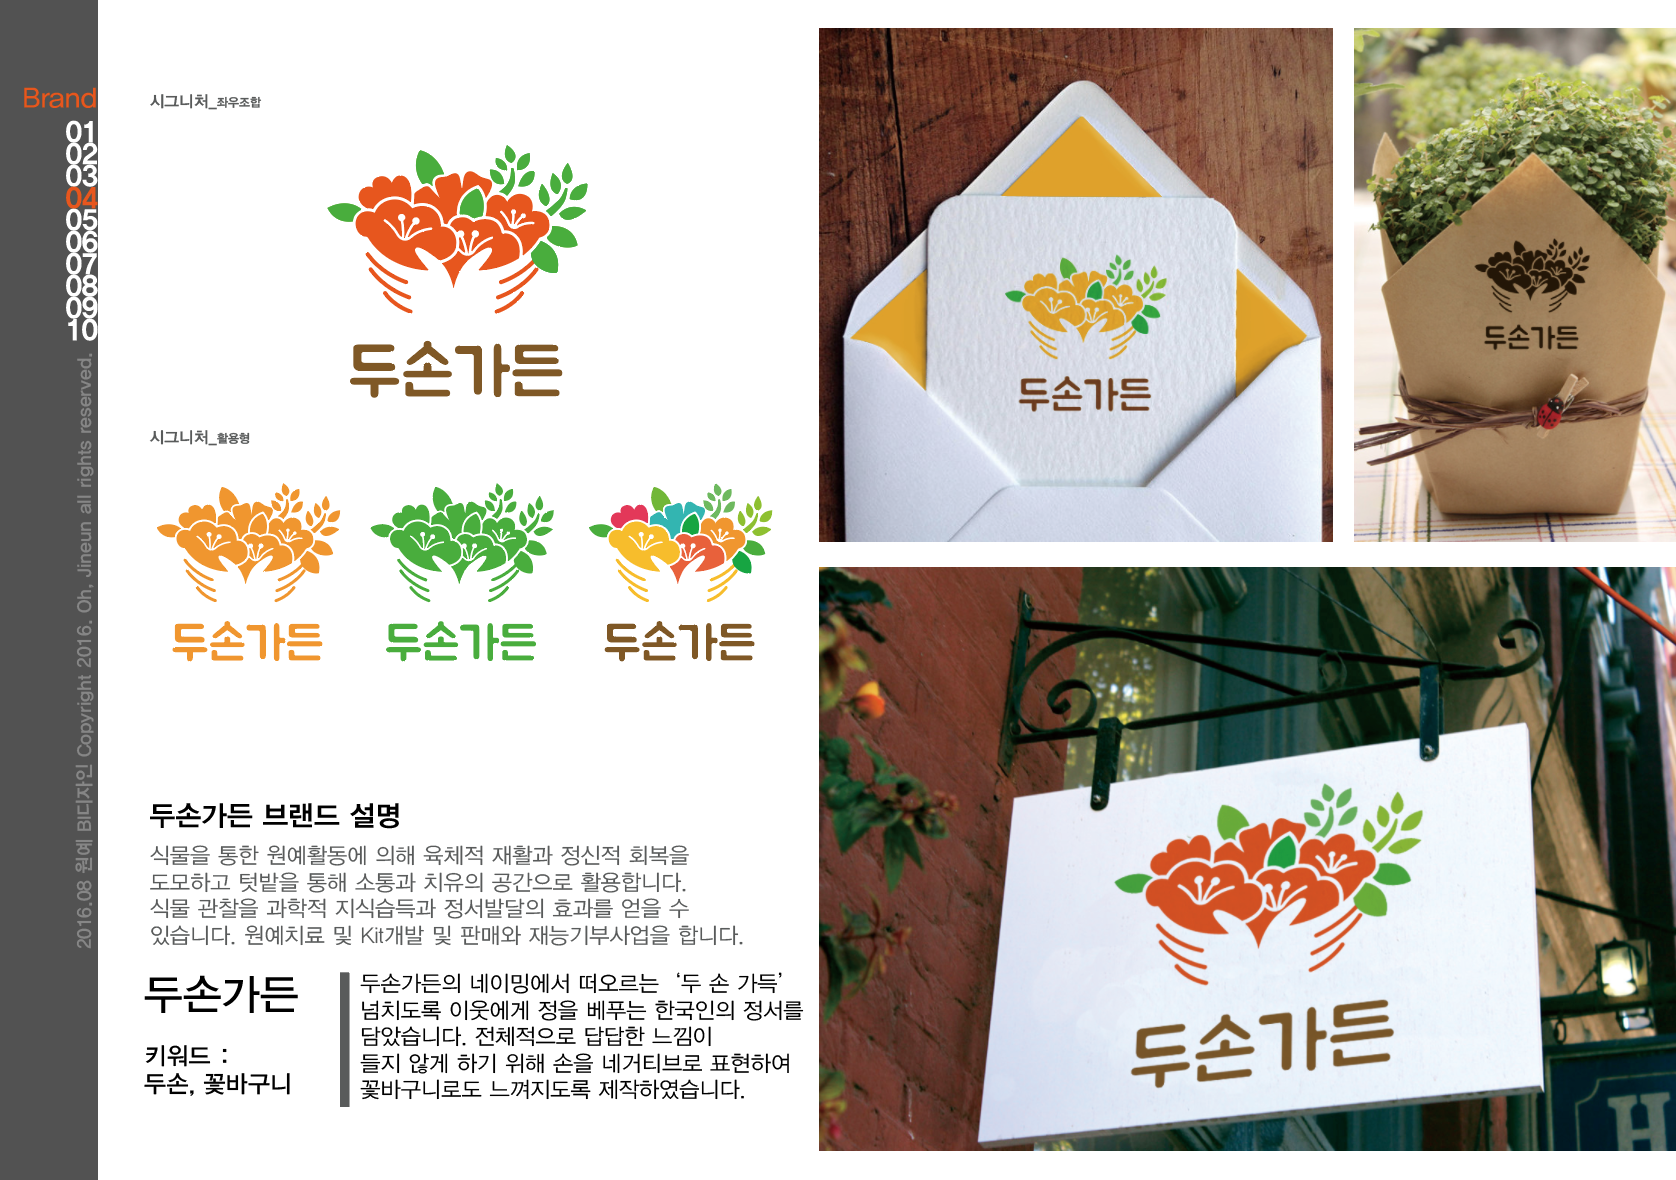 Brand
01
02
03
04
05
06
07
08
09
10
2016.08 원예 BI디자인 Copyright 2016. Oh, Jineun all rights reserved.
시그니처_좌우조합
두손가든
시그니처_활용형
두손가든
두손가든
두손가든
두손가든 브랜드 설명
식물을 통한 원예활동에 의해 육체적 재활과 정신적 회복을
도모하고 텃밭을 통해 소통과 치유의 공간으로 활용합니다.
식물 관찰을 과학적 지식습득과 정서발달의 효과를 얻을 수
있습니다. 원예치료 및 Kit개발 및 판매와 재능기부사업을 합니다.
두손가든
키워드 :
두손, 꽃바구니
두손가든의 네이밍에서 떠오르는 ‘두 손 가득’
넘치도록 이웃에게 정을 베푸는 한국인의 정서를
담았습니다. 전체적으로 답답한 느낌이
들지 않게 하기 위해 손을 네거티브로 표현하여
꽃바구니로도 느껴지도록 제작하였습니다.
두손가든
두손가든
두손가든
H